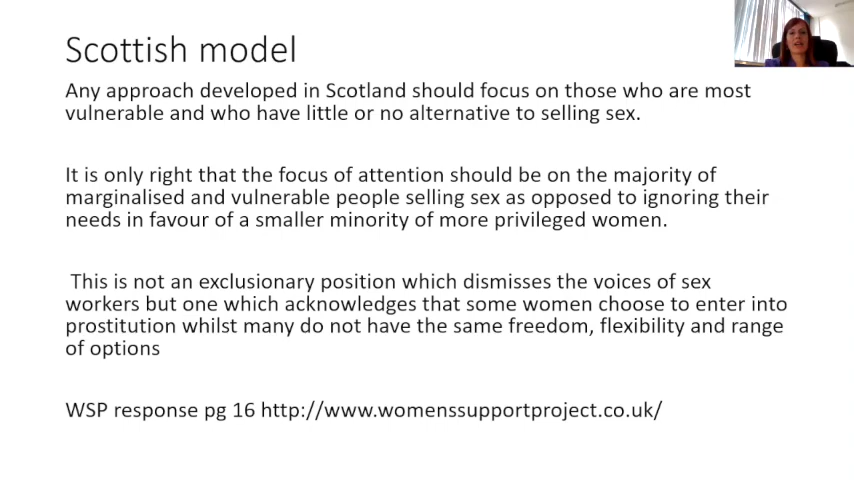 Scottish model
Any approach developed in Scotland should focus on those who are most
vulnerable and who have little or no alternative to selling sex.
It is only right that the focus of attention should be on the majority of
marginalised and vulnerable people selling sex as opposed to ignoring their
needs in favour of a smaller minority of more privileged women.
This is not an exclusionary position which dismisses the voices of sex
workers but one which acknowledges that some women choose to enter into
prostitution whilst many do not have the same freedom, flexibility and range
of options
WSP response pg 16 http://www.womenssupportproject.co.uk/